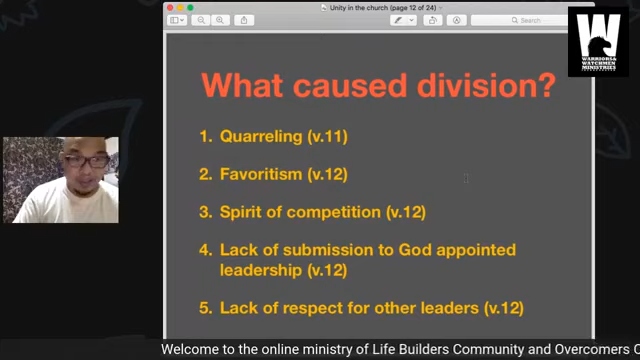 Unity in the church (page 12 of 24)
Search
WARRIORS &
WATCHMEN
MINISTRIES
What caused division?
1. Quarreling (v.11)
2. Favoritism (v.12)
3. Spirit of competition (v.12)
4. Lack of submission to God appointed
leadership (v.12)
5. Lack of respect for other leaders (v.12)
Welcome to the online ministry of Life Builders Community and Overcomers